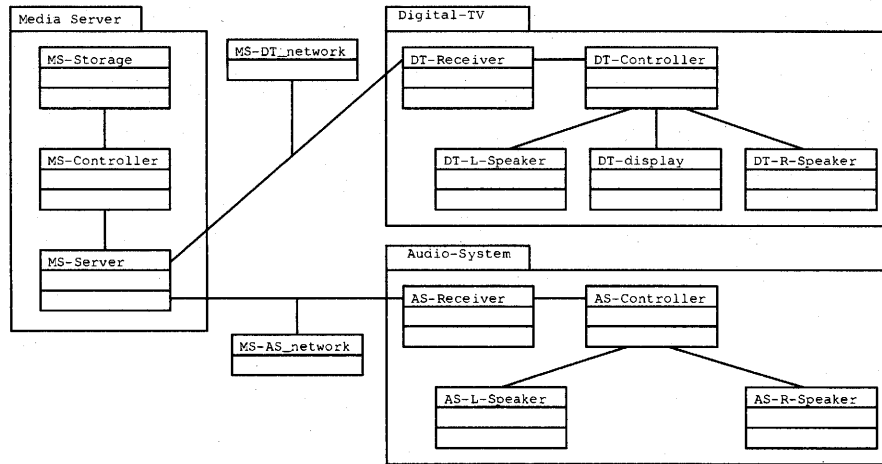 Media Server
MS-Storage
MS-Controller
MS-Server
MS-DT_network
MS-AS_network
Digital-TV
DT-Receiver
DT-Controller
DT-L-Speaker
DT-display
DT-R-Speaker
Audio-System
AS-Receiver
AS-Controller
AS-L-Speaker
AS-R-Speaker